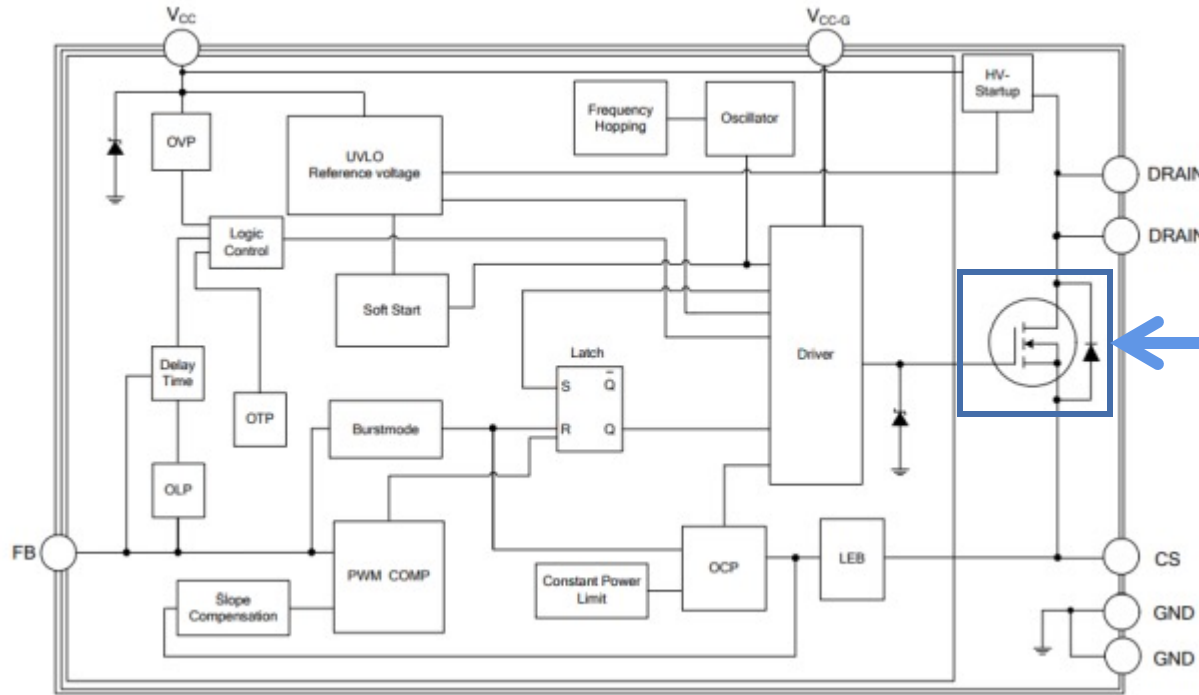 VCC
VCC-G
HV-
Startup
Frequency
Hopping
Oscillator
OVP
UVLO
Reference voltage
DRAIN
DRAIN
Logic
Control
Soft Start
Latch
Driver
Delay
Time
S
Q
OTP
Burstmode
R
Q
OLP
FB
PWM COMP
OCP
LEB
CS
Constant Power
Limit
Slope
Compensation
GND
GND